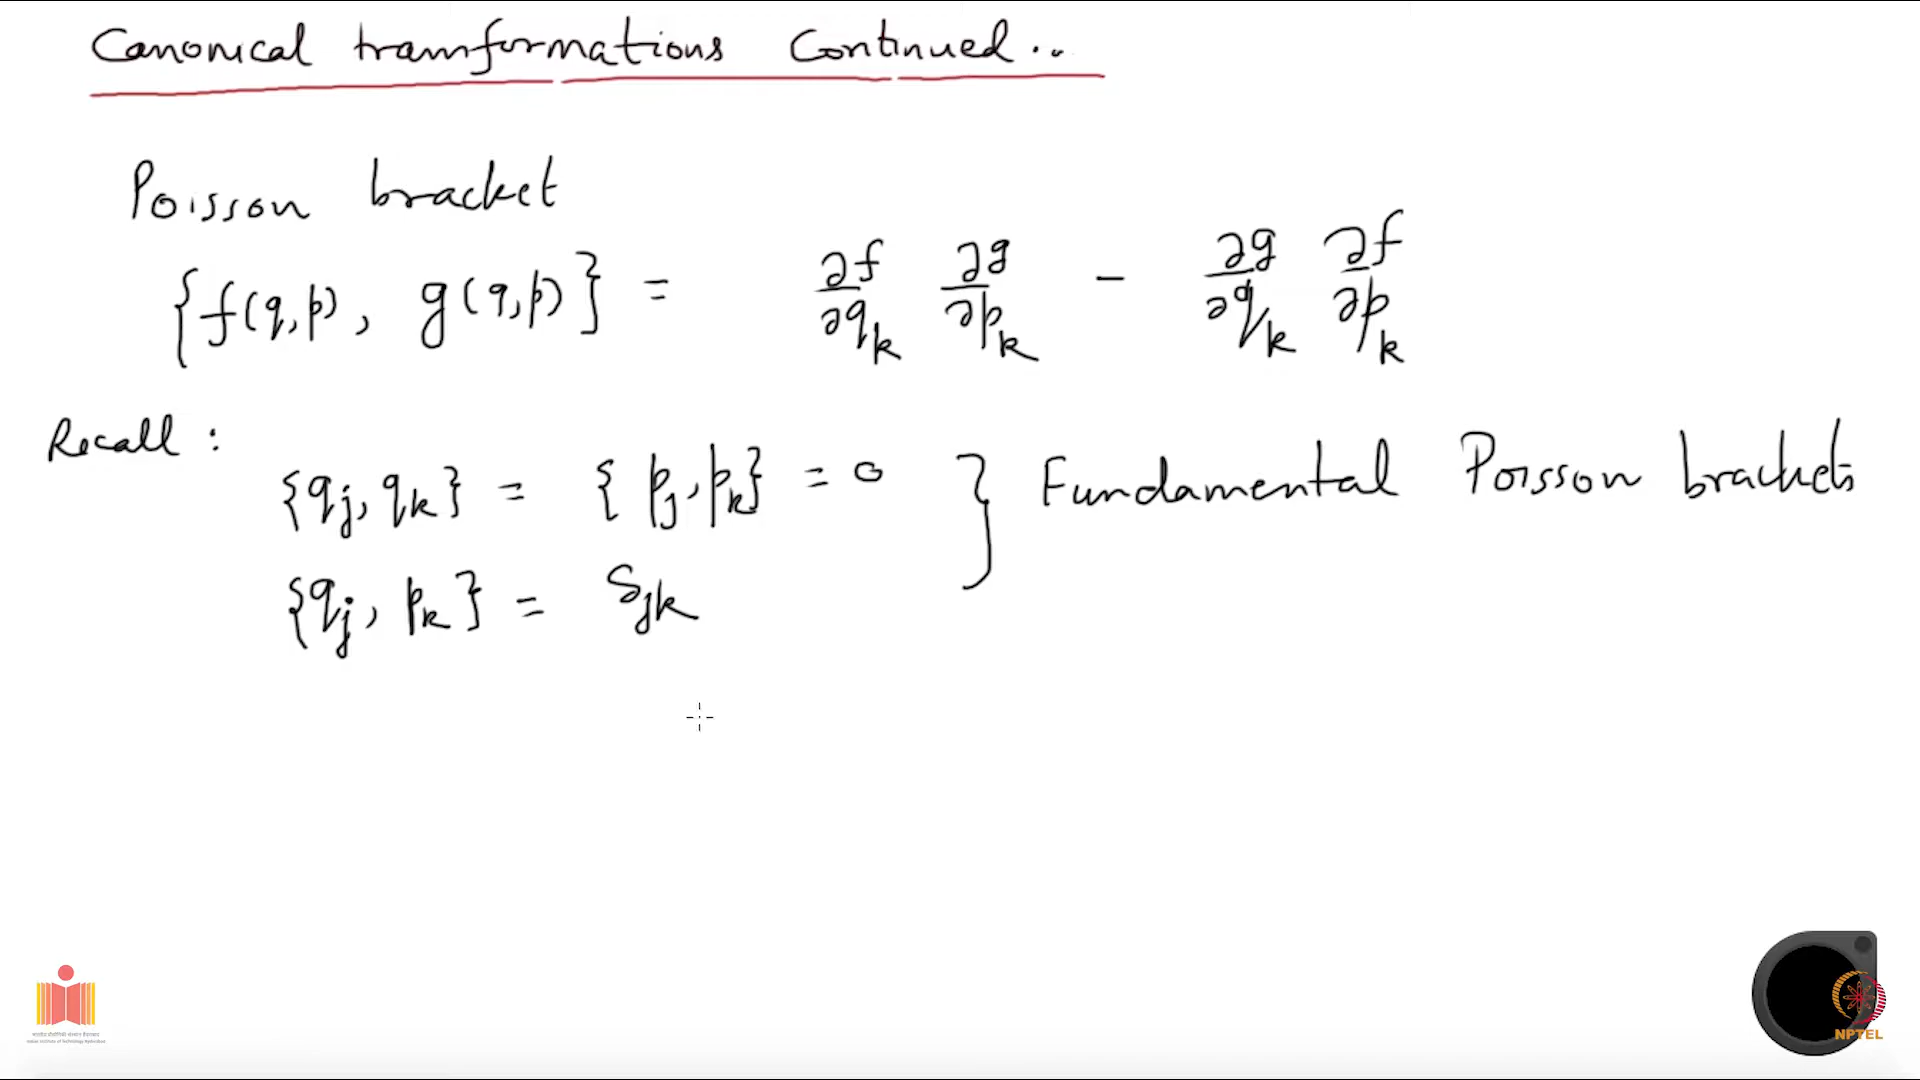 Canonical transformations Continued...
Poisson bracket
{f(q,p), g(q,p)} = ∂f/∂q_k ∂g/∂p_k - ∂g/∂q_k ∂f/∂p_k
Recall :
{q_j, q_k} = {p_j, p_k} = 0 } Fundamental Poisson brackets
{q_j, p_k} = δ_jk
NPTEL